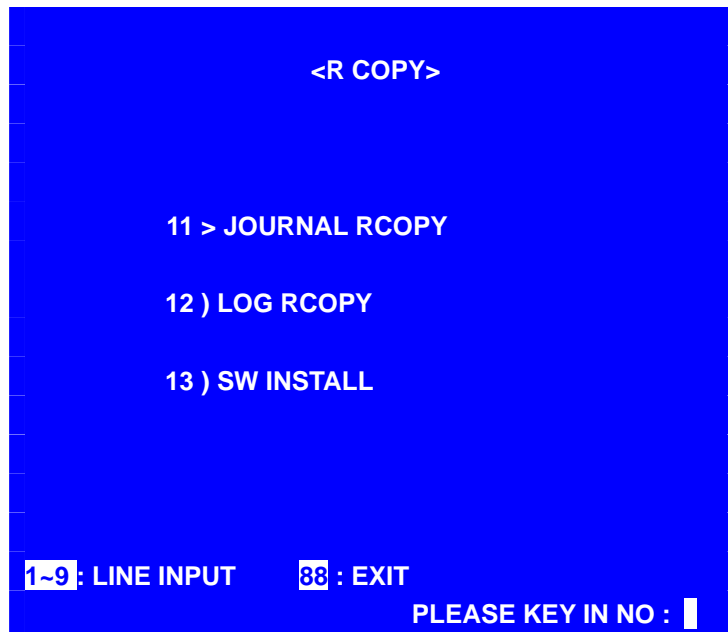 <R COPY>
11 > JOURNAL RCOPY
12 ) LOG RCOPY
13 ) SW INSTALL
1~9 : LINE INPUT 88 : EXIT
PLEASE KEY IN NO :